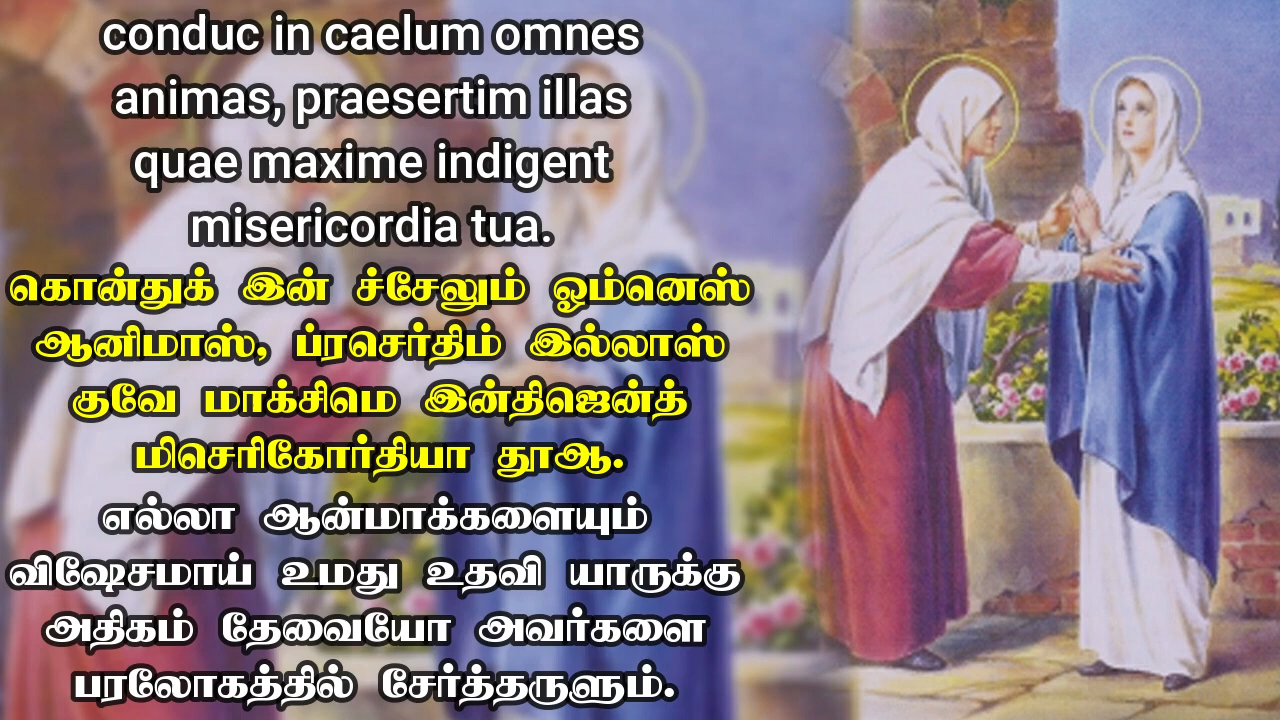 conduc in caelum omnes
animas, praesertim illas
quae maxime indigent
misericordia tua.
கொன்துக் இன் ச்சேலும் ஓம்னெஸ்
ஆனிமாஸ், ப்ரசெர்திம் இல்லாஸ்
குவே மாக்சிமெ இன்திஜென்த்
மிசெரிகோர்தியா தூஆ.
எல்லா ஆன்மாக்களையும்
விஷேசமாய் உமது உதவி யாருக்கு
அதிகம் தேவையோ அவர்களை
பரலோகத்தில் சேர்த்தருளும்.